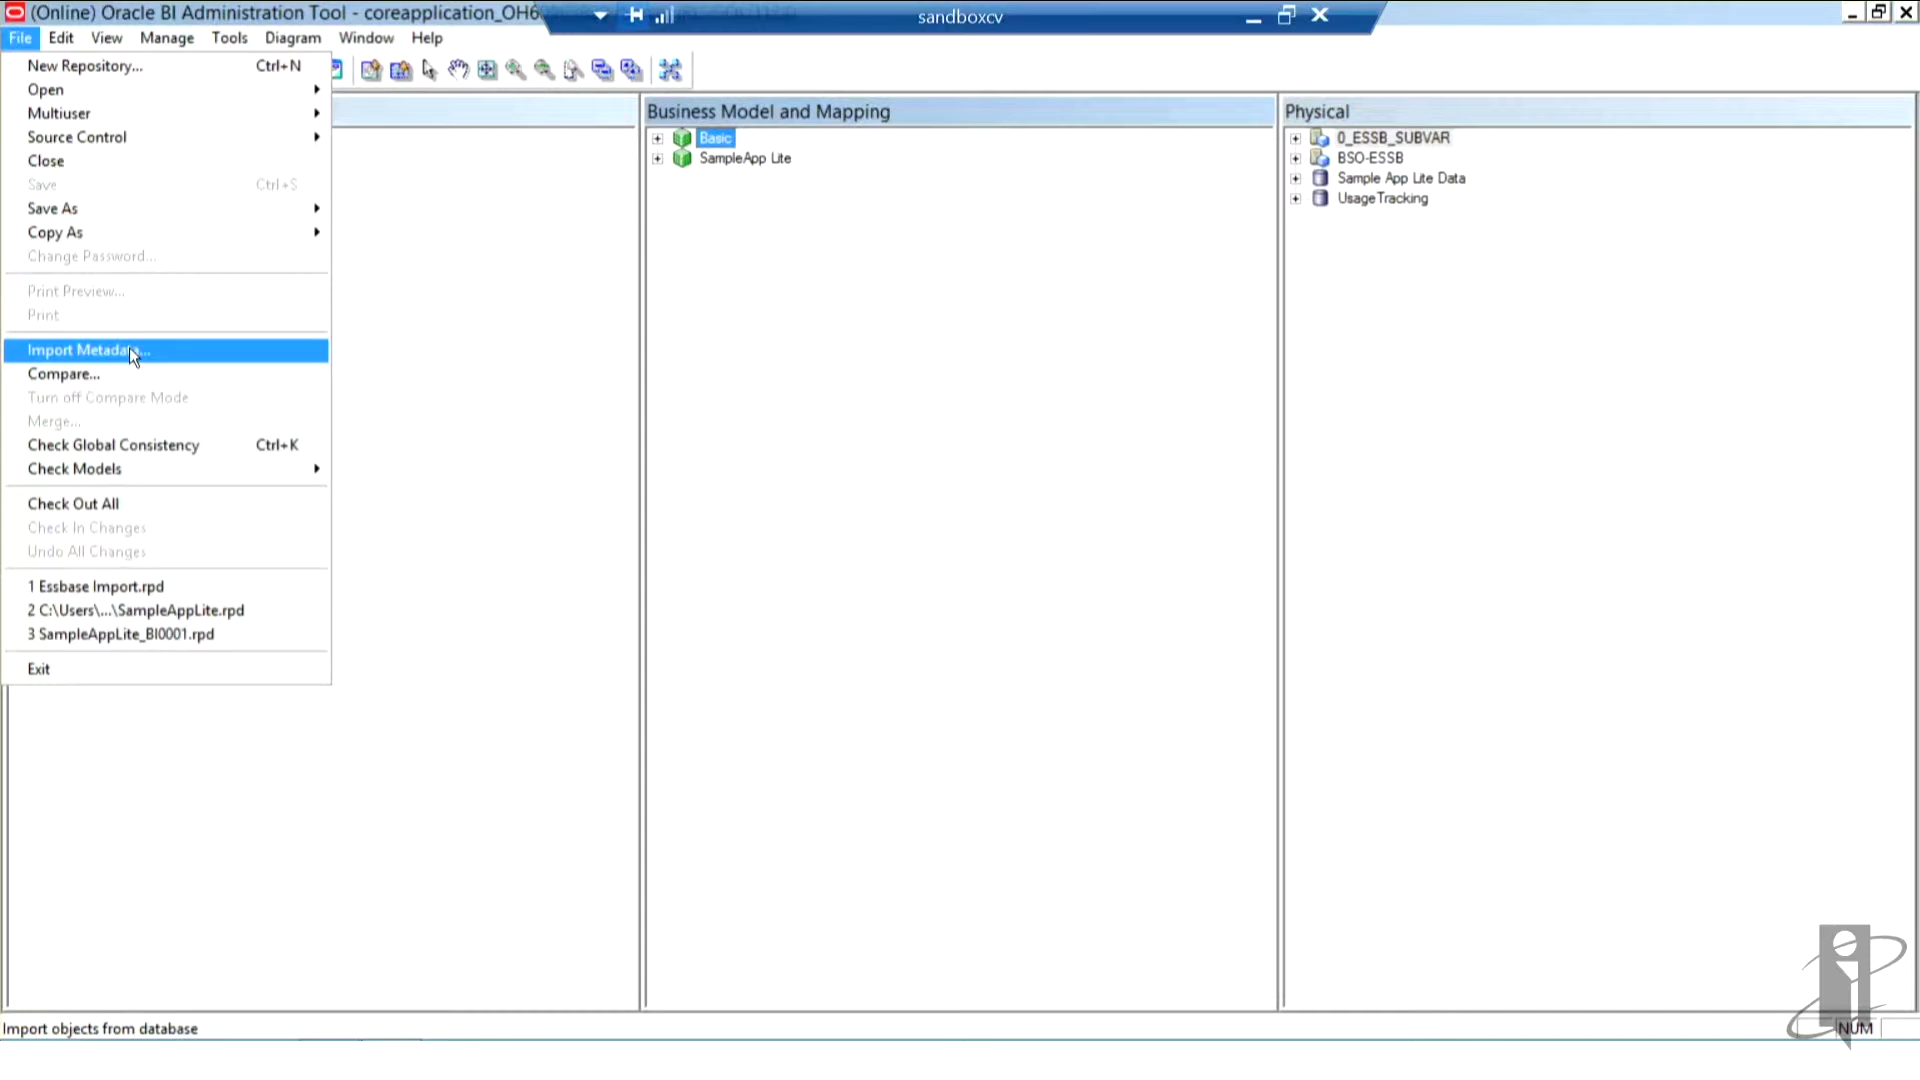 (Online) Oracle BI Administration Tool - coreapplication_OH6
sandboxcv
File Edit View Manage Tools Diagram Window Help
New Repository... Ctrl+N
Open
Multiuser
Source Control
Close
Save Ctrl+S
Save As
Copy As
Change Password...
Print Preview...
Print
Import Metadata...
Compare...
Turn off Compare Mode
Merge...
Check Global Consistency Ctrl+K
Check Models
Check Out All
Check In Changes
Undo All Changes
1 Essbase Import.rpd
2 C:\Users\...\SampleAppLite.rpd
3 SampleAppLite_BI0001.rpd
Exit
Business Model and Mapping
Basic
SampleApp Lite
Physical
0_ESSB_SUBVAR
BSO-ESSB
Sample App Lite Data
UsageTracking
Import objects from database
NUM